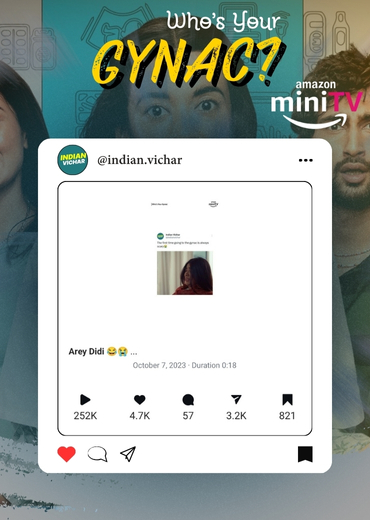 Who's Your
GYNAC?
amazon
miniTV
INDIAN
VICHAR
@indian.vichar
Arey Didi 😂😭 ...
October 7, 2023 · Duration 0:18
252K
4.7K
57
3.2K
821